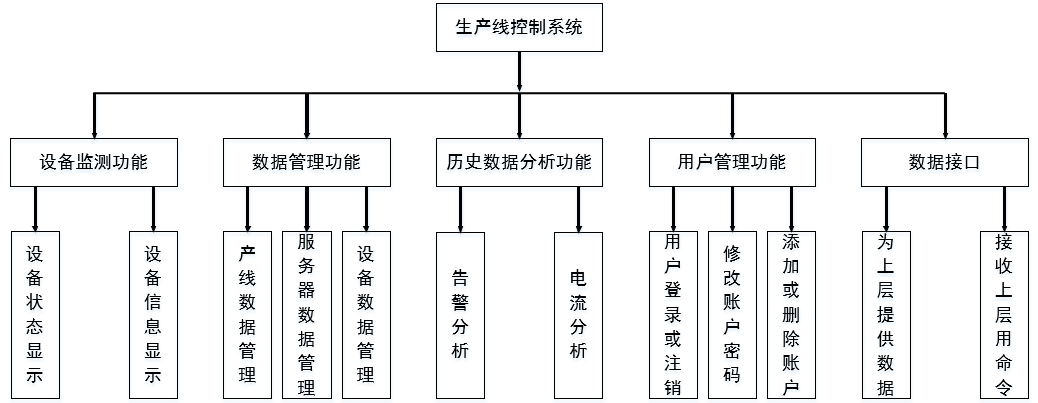 生产线控制系统
设备监测功能
数据管理功能
历史数据分析功能
用户管理功能
数据接口
设备状态显示
设备信息显示
产线数据管理
服务器数据管理
设备数据管理
告警分析
电流分析
用户登录或注销
修改账户密码
添加或删除账户
为上层提供数据
接收上层用命令